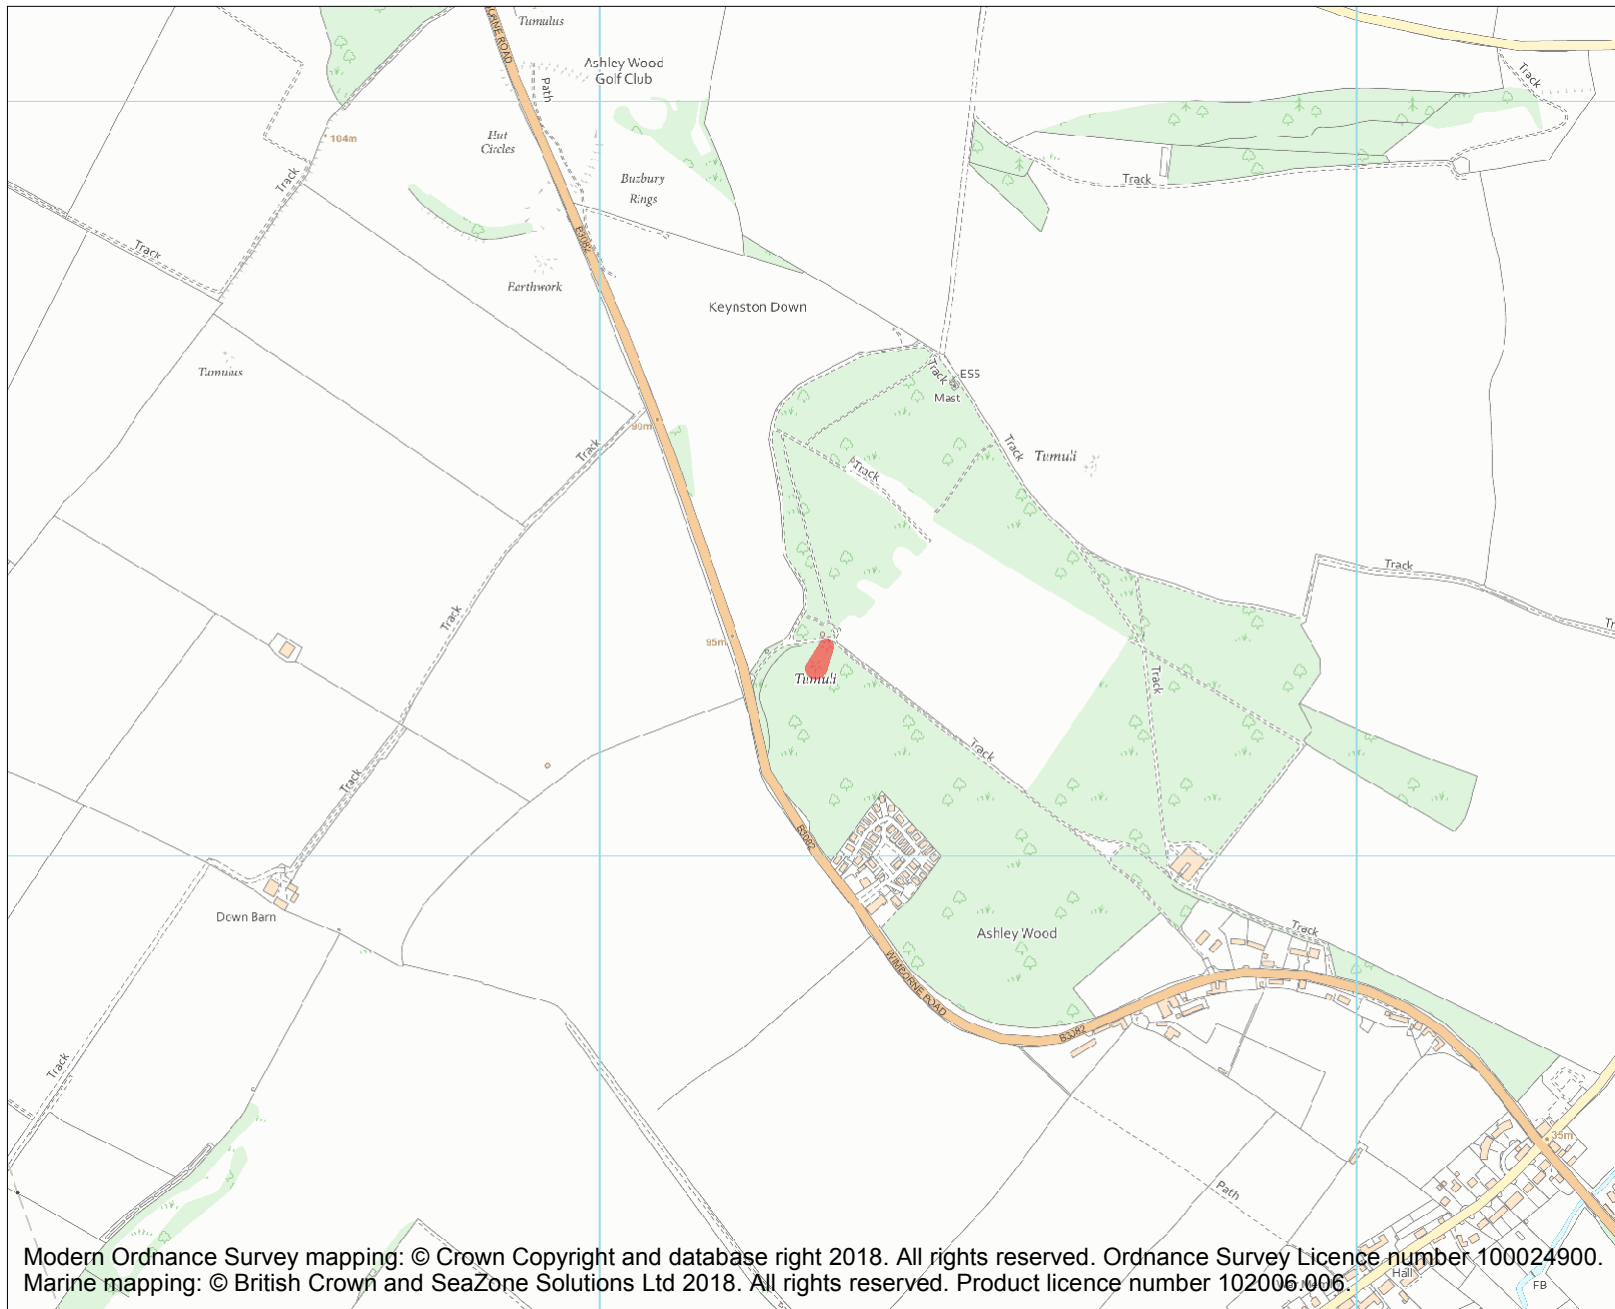 Tumulus
Ashley Wood
Golf Club
Path
Track
104m
Hut
Circles
Buzbury
Rings
Track
Track
Track
B3082
Earthwork
Keynston Down
Tumulus
Track
ESS
Mast
90m
Track
Track
Tumuli
Track
Track
Track
95m
Tumuli
Track
Track
Track
B3082
Down Barn
Ashley Wood
Track
WIMBORNE ROAD
B3082
Track
35m
Path
Hall
FB
Modern Ordnance Survey mapping: © Crown Copyright and database right 2018. All rights reserved. Ordnance Survey Licence number 100024900.
Marine mapping: © British Crown and SeaZone Solutions Ltd 2018. All rights reserved. Product licence number 102006.006.